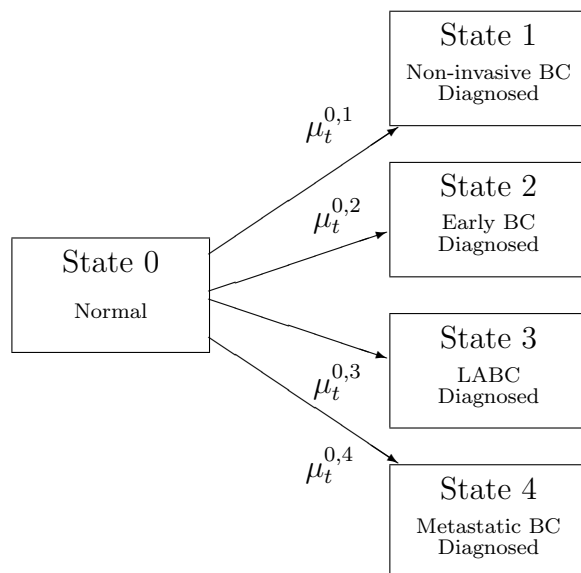 State 1
Non-invasive BC
Diagnosed
μ_t^{0,1}
State 2
Early BC
Diagnosed
μ_t^{0,2}
State 0
Normal
State 3
LABC
Diagnosed
μ_t^{0,3}
State 4
Metastatic BC
Diagnosed
μ_t^{0,4}